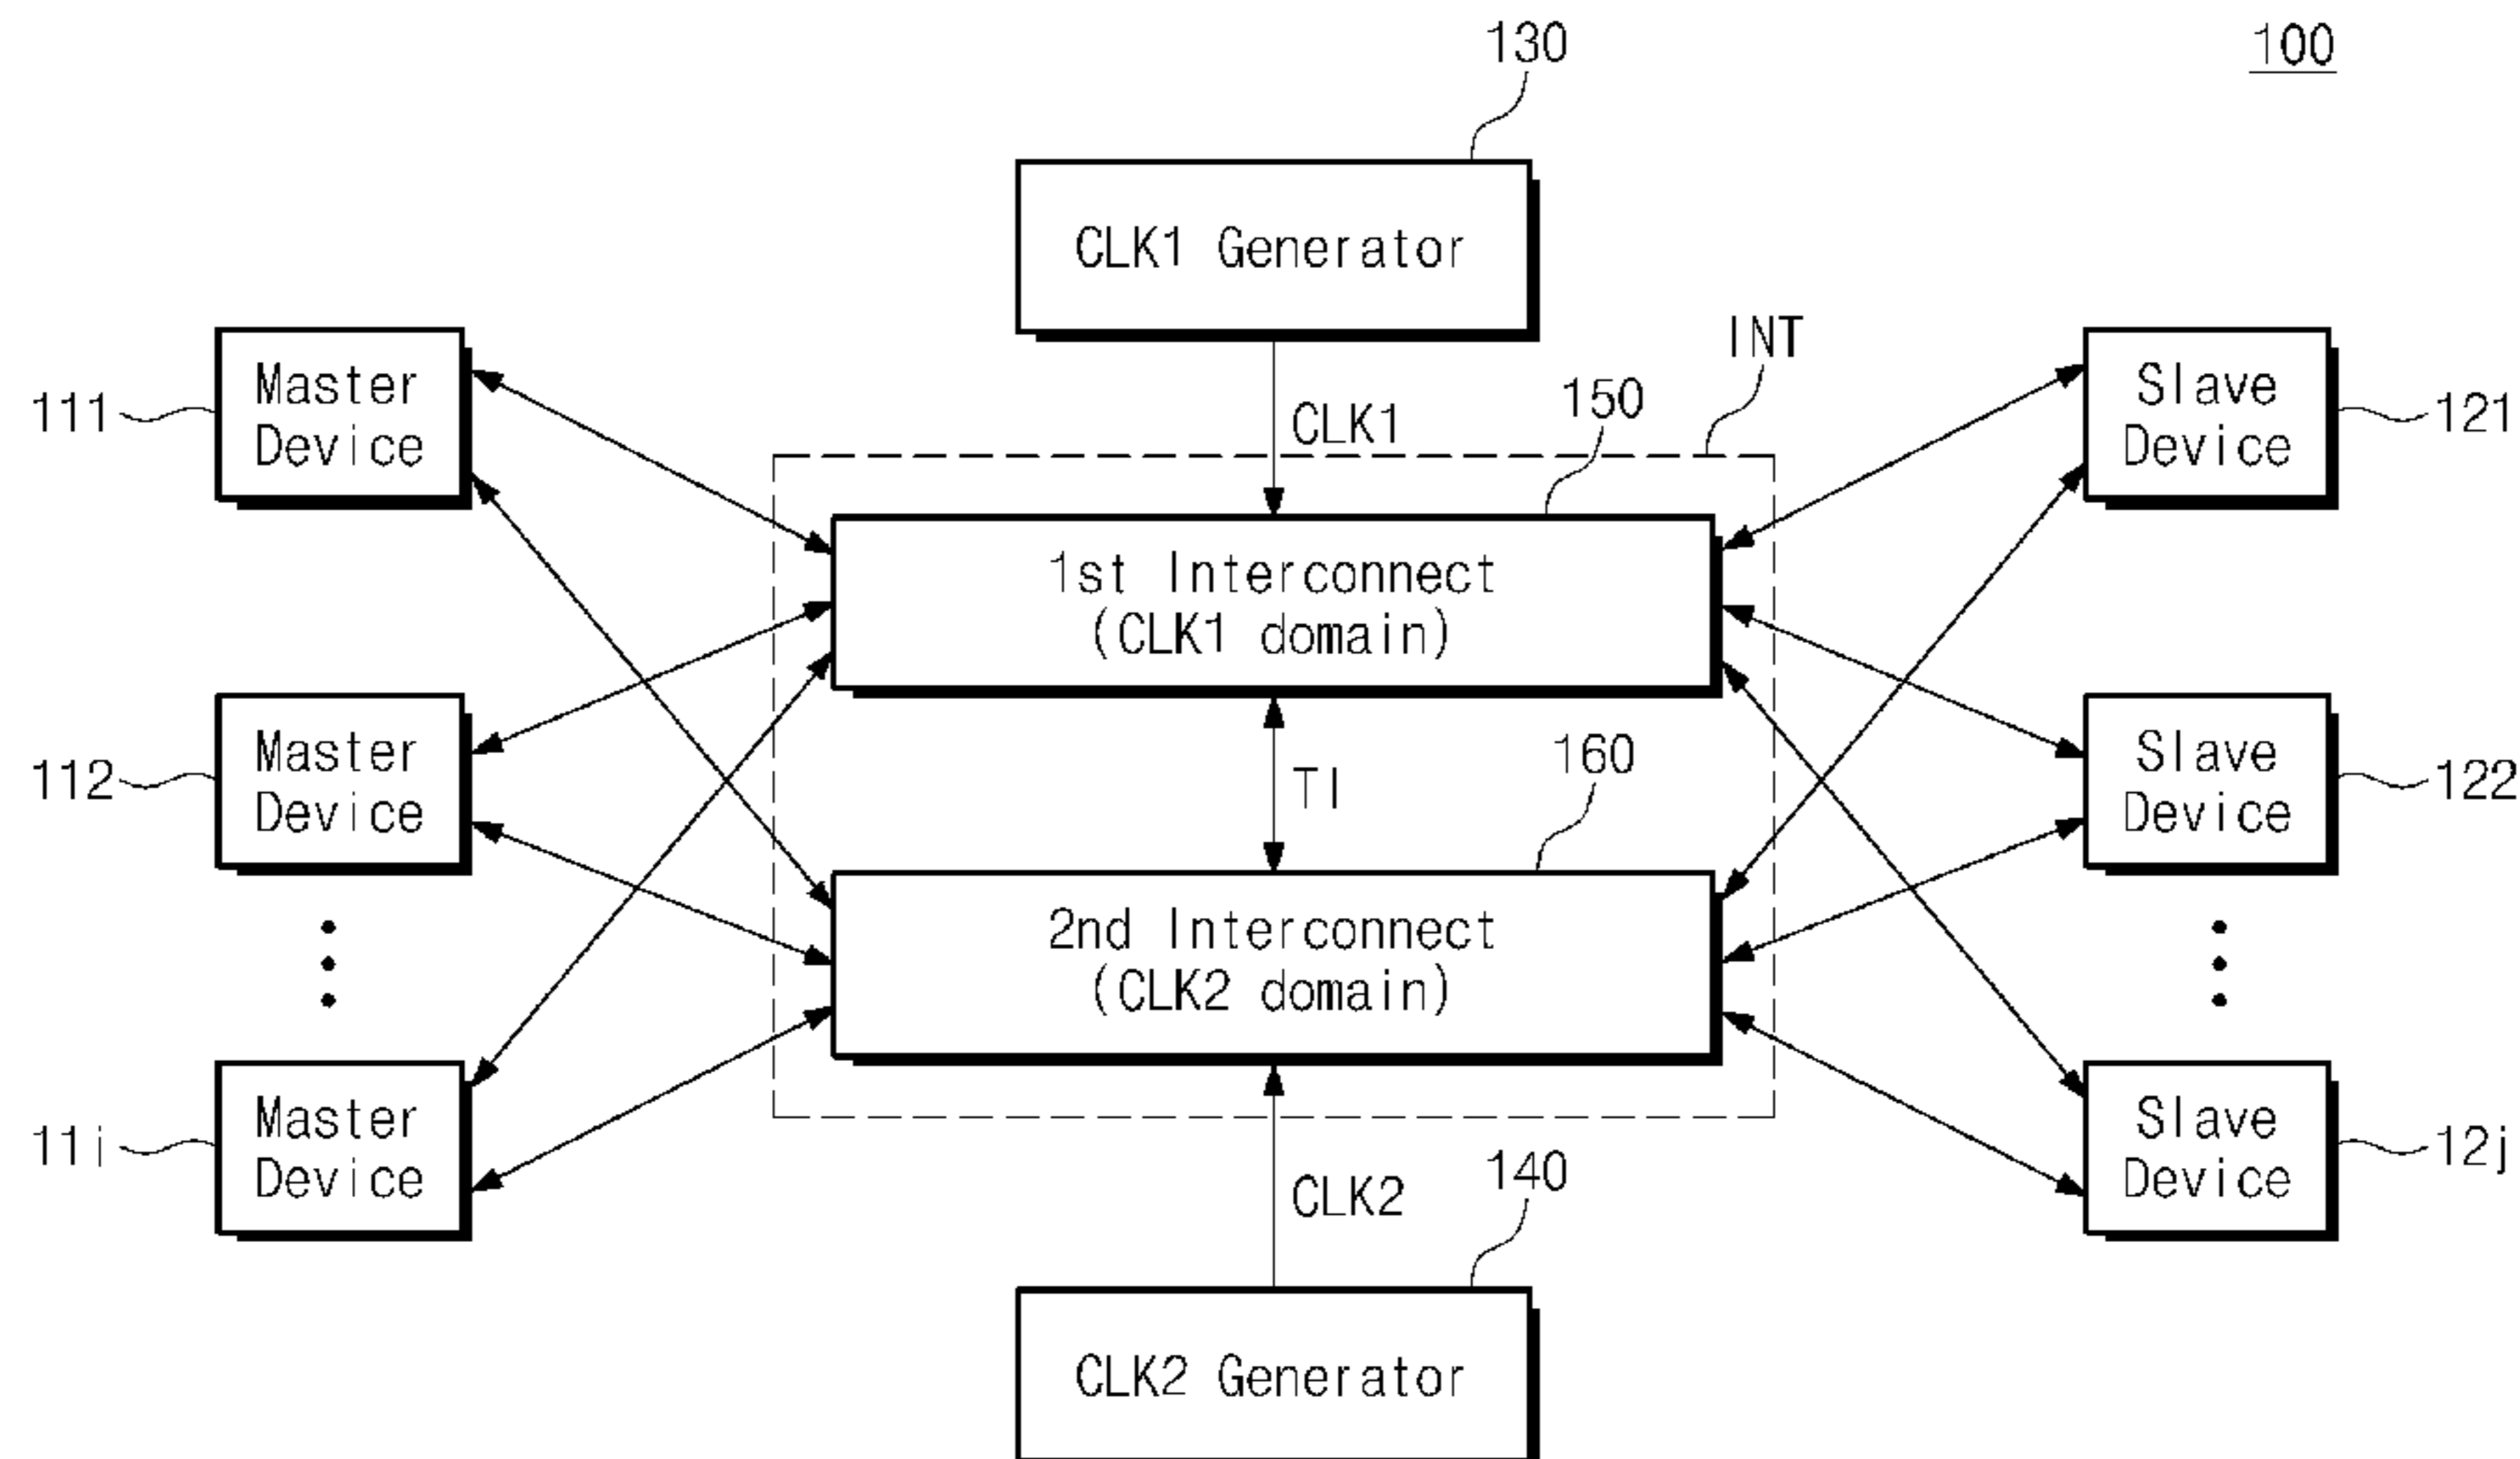 130
100
CLK1 Generator
INT
150
CLK1
Master
Device
111
Slave
Device
121
1st Interconnect
(CLK1 domain)
Master
Device
112
TI
160
Slave
Device
122
2nd Interconnect
(CLK2 domain)
Master
Device
11i
Slave
Device
12j
CLK2
140
CLK2 Generator